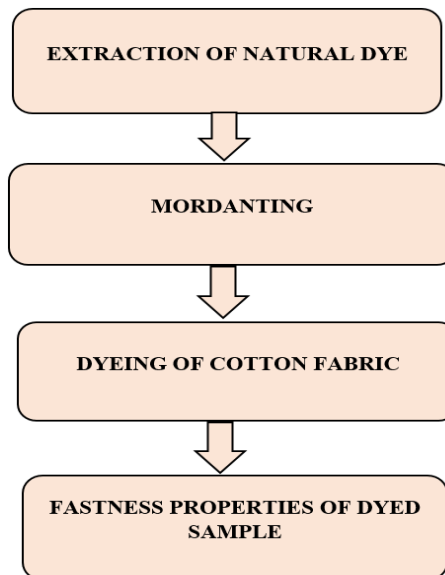 EXTRACTION OF NATURAL DYE
MORDANTING
DYEING OF COTTON FABRIC
FASTNESS PROPERTIES OF DYED
SAMPLE